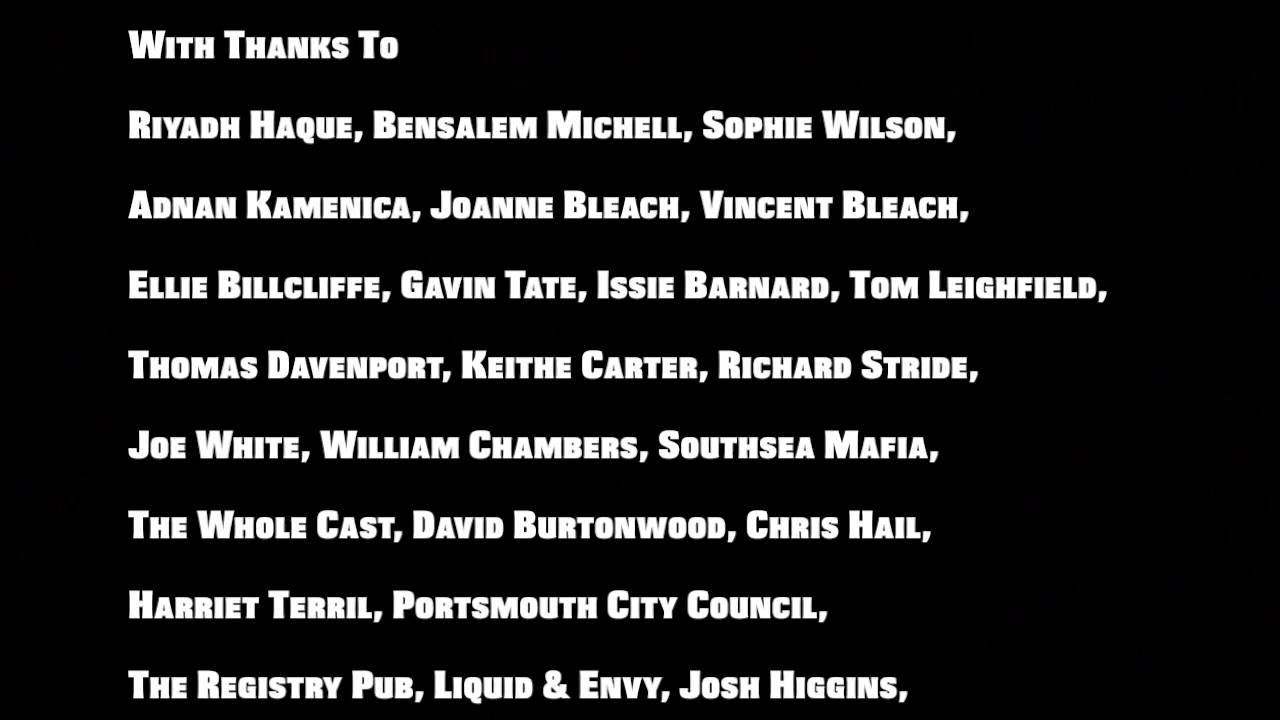 With Thanks To
Riyadh Haque, Bensalem Michell, Sophie Wilson,
Adnan Kamenica, Joanne Bleach, Vincent Bleach,
Ellie Billcliffe, Gavin Tate, Issie Barnard, Tom Leighfield,
Thomas Davenport, Keithe Carter, Richard Stride,
Joe White, William Chambers, Southsea Mafia,
The Whole Cast, David Burtonwood, Chris Hail,
Harriet Terril, Portsmouth City Council,
The Registry Pub, Liquid & Envy, Josh Higgins,